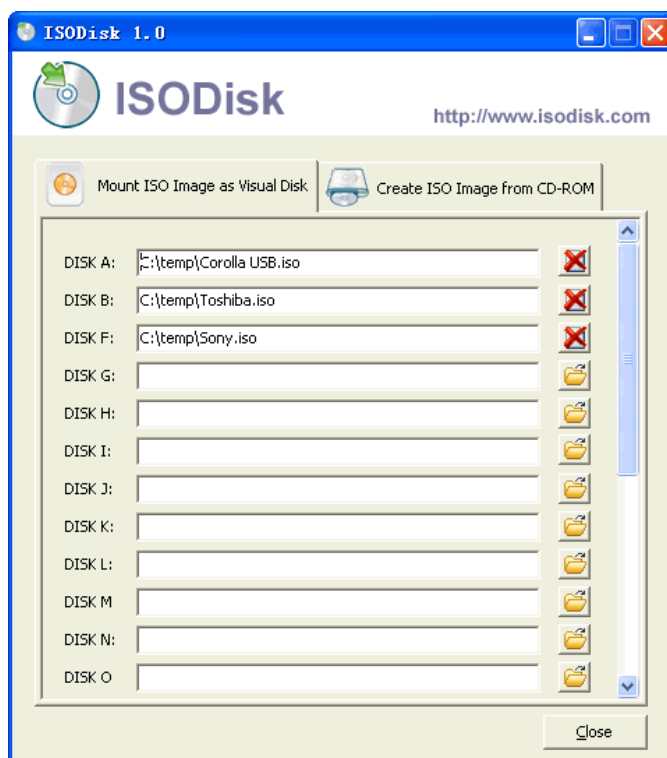 ISODisk 1.0
ISODisk
http://www.isodisk.com
Mount ISO Image as Visual Disk
Create ISO Image from CD-ROM
DISK A: C:\temp\Corolla USB.iso
DISK B: C:\temp\Toshiba.iso
DISK F: C:\temp\Sony.iso
DISK G:
DISK H:
DISK I:
DISK J:
DISK K:
DISK L:
DISK M
DISK N:
DISK O
Close